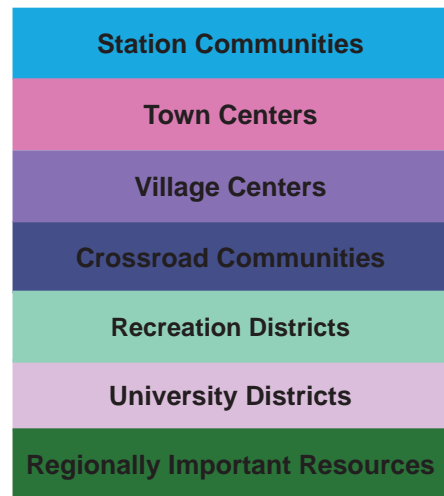 Station Communities
Town Centers
Village Centers
Crossroad Communities
Recreation Districts
University Districts
Regionally Important Resources